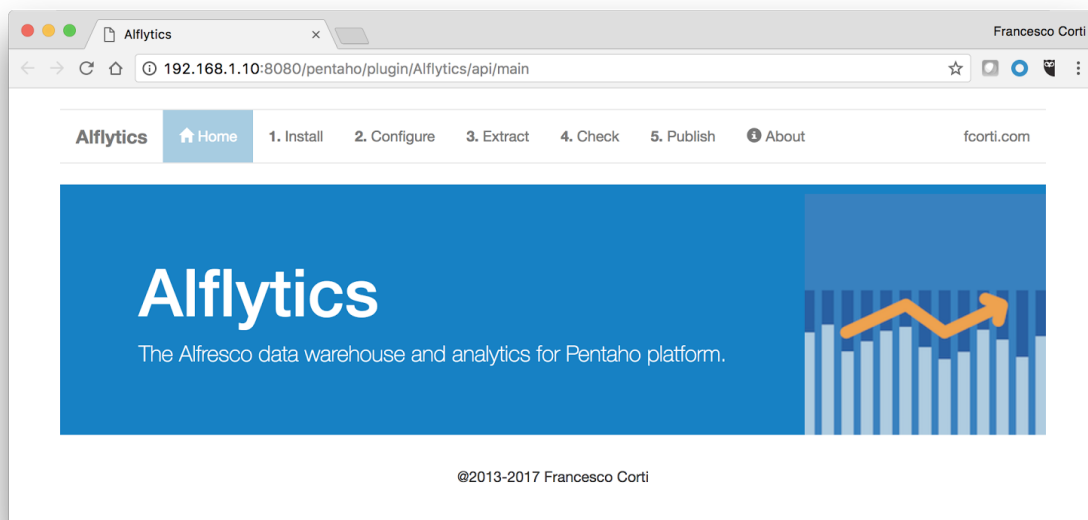 Alflytics
Francesco Corti
192.168.1.10:8080/pentaho/plugin/Alflytics/api/main
Alflytics Home 1. Install 2. Configure 3. Extract 4. Check 5. Publish About fcorti.com
Alflytics
The Alfresco data warehouse and analytics for Pentaho platform.
@2013-2017 Francesco Corti